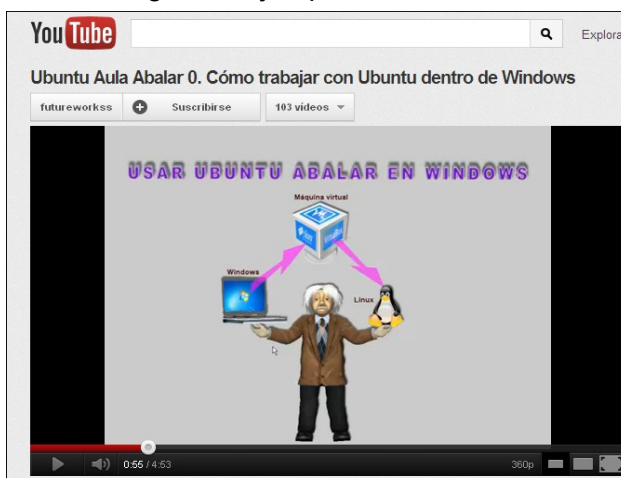 YouTube
Explora
Ubuntu Aula Abalar 0. Cómo trabajar con Ubuntu dentro de Windows
futureworkss
Suscribirse
103 vídeos
USAR UBUNTU ABALAR EN WINDOWS
Máquina virtual
Windows
Linux
0:55 / 4:53
360p